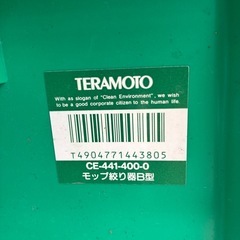 TERAMOTO
With as slogan of "Clean Environment", we wish
to be a good corporate citizen to the human life.
T4904771443805
CE-441-400-0
モップ絞り器B型